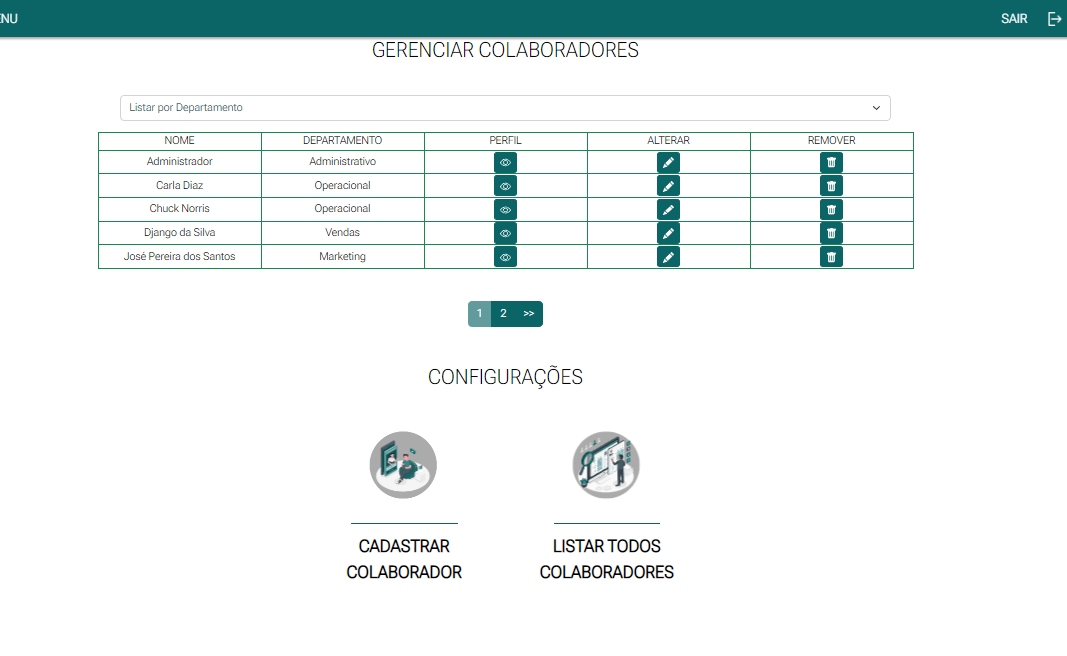 SAIR
GERENCIAR COLABORADORES
Listar por Departamento
NOME DEPARTAMENTO PERFIL ALTERAR REMOVER
Administrador Administrativo
Carla Diaz Operacional
Chuck Norris Operacional
Django da Silva Vendas
José Pereira dos Santos Marketing
1 2 >>
CONFIGURAÇÕES
CADASTRAR
COLABORADOR
LISTAR TODOS
COLABORADORES